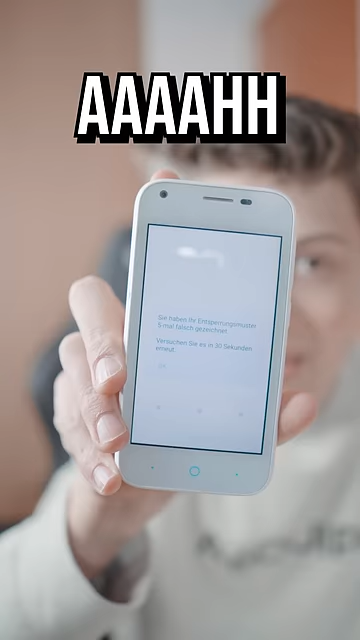 AAAAHH
Sie haben Ihr Entsperrungsmuster
5-mal falsch gezeichnet.
Versuchen Sie es in 30 Sekunden
erneut.